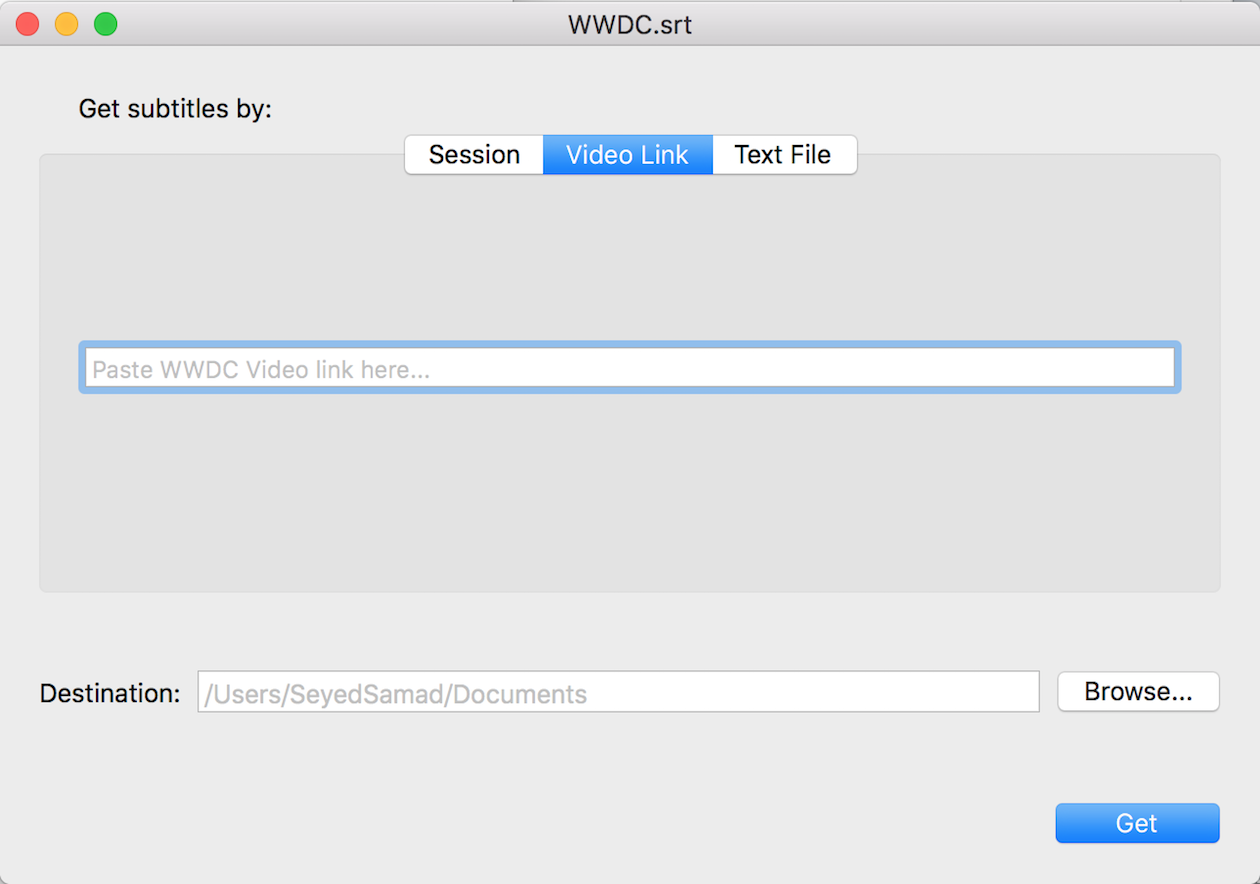 WWDC.srt
Get subtitles by:
Session Video Link Text File
Paste WWDC Video link here...
Destination: /Users/SeyedSamad/Documents Browse...
Get